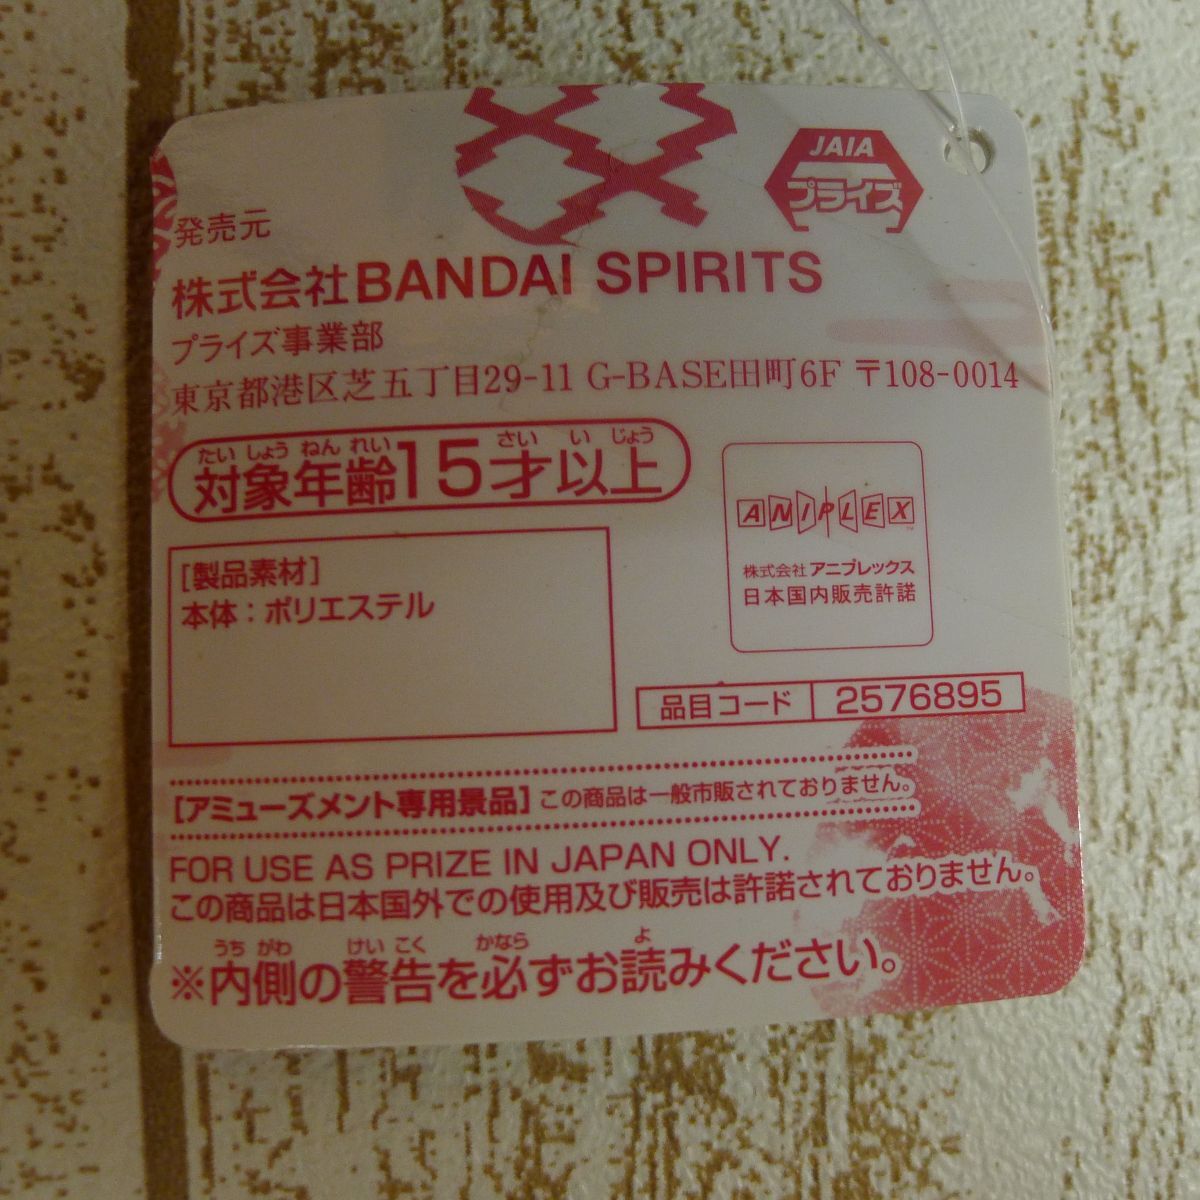 JAIA
プライズ
発売元
株式会社BANDAI SPIRITS
プライズ事業部
東京都港区芝五丁目29-11 G-BASE田町6F 〒108-0014
たいしょうねんれい さい いじょう
対象年齢15才以上
ANIPLEX
株式会社アニプレックス
日本国内販売許諾
[製品素材]
本体：ポリエステル
品目コード 2576895
[アミューズメント専用景品] この商品は一般市販されておりません。
FOR USE AS PRIZE IN JAPAN ONLY.
この商品は日本国外での使用及び販売は許諾されておりません。
うちがわ けいこく かなら よ
※内側の警告を必ずお読みください。